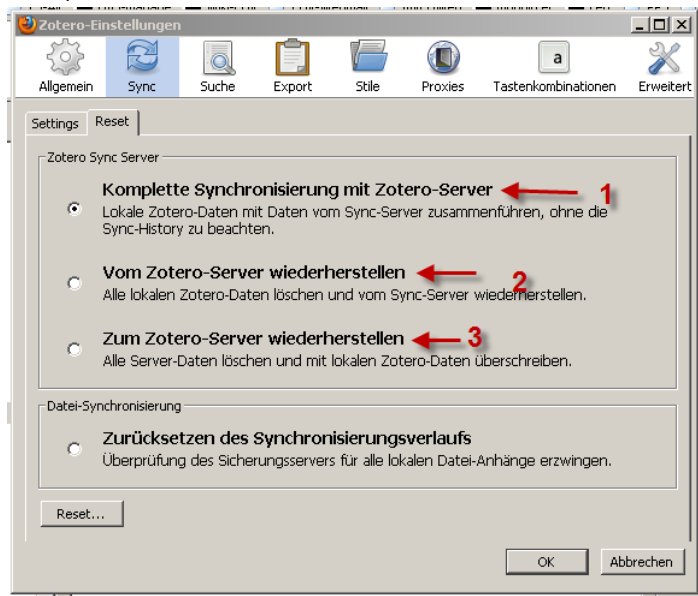 Zotero-Einstellungen
Allgemein Sync Suche Export Stile Proxies Tastenkombinationen Erweitert
a
Settings Reset
Zotero Sync Server
Komplette Synchronisierung mit Zotero-Server 1
Lokale Zotero-Daten mit Daten vom Sync-Server zusammenführen, ohne die
Sync-History zu beachten.
Vom Zotero-Server wiederherstellen 2
Alle lokalen Zotero-Daten löschen und vom Sync-Server wiederherstellen.
Zum Zotero-Server wiederherstellen 3
Alle Server-Daten löschen und mit lokalen Zotero-Daten überschreiben.
Datei-Synchronisierung
Zurücksetzen des Synchronisierungsverlaufs
Überprüfung des Sicherungsservers für alle lokalen Datei-Anhänge erzwingen.
Reset...
OK Abbrechen